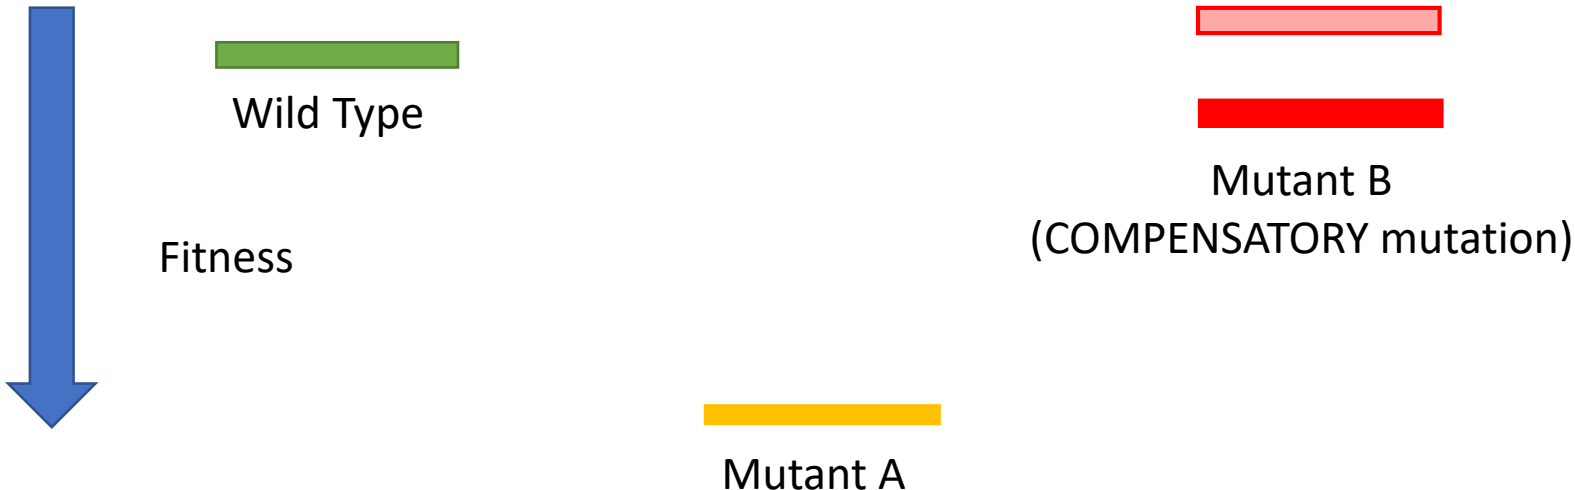 Wild Type
Mutant B
(COMPENSATORY mutation)
Fitness
Mutant A